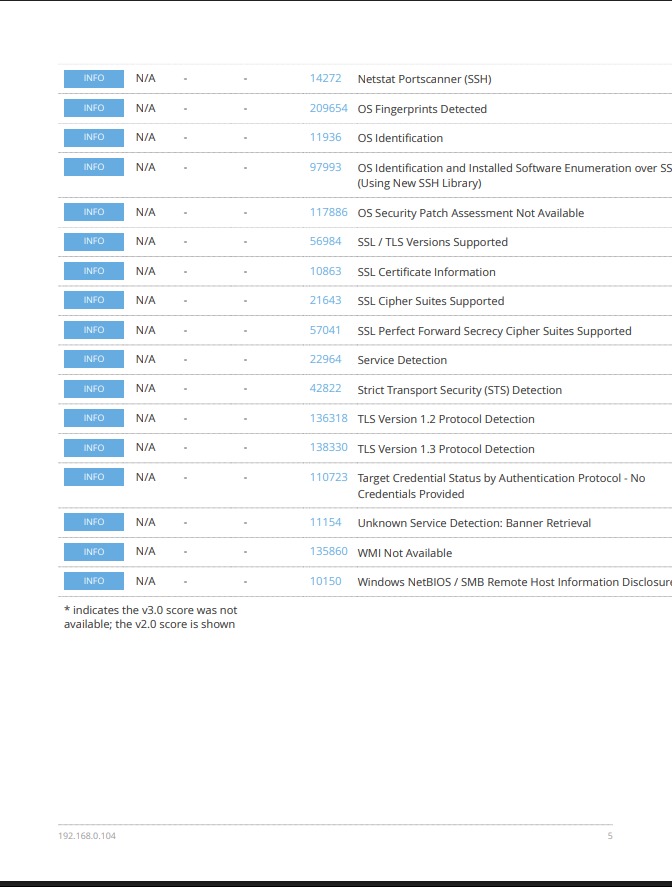 INFO N/A - - 14272 Netstat Portscanner (SSH)
INFO N/A - - 209654 OS Fingerprints Detected
INFO N/A - - 11936 OS Identification
INFO N/A - - 97993 OS Identification and Installed Software Enumeration over SS
(Using New SSH Library)
INFO N/A - - 117886 OS Security Patch Assessment Not Available
INFO N/A - - 56984 SSL / TLS Versions Supported
INFO N/A - - 10863 SSL Certificate Information
INFO N/A - - 21643 SSL Cipher Suites Supported
INFO N/A - - 57041 SSL Perfect Forward Secrecy Cipher Suites Supported
INFO N/A - - 22964 Service Detection
INFO N/A - - 42822 Strict Transport Security (STS) Detection
INFO N/A - - 136318 TLS Version 1.2 Protocol Detection
INFO N/A - - 138330 TLS Version 1.3 Protocol Detection
INFO N/A - - 110723 Target Credential Status by Authentication Protocol - No
Credentials Provided
INFO N/A - - 11154 Unknown Service Detection: Banner Retrieval
INFO N/A - - 135860 WMI Not Available
INFO N/A - - 10150 Windows NetBIOS / SMB Remote Host Information Disclosure
* indicates the v3.0 score was not
available; the v2.0 score is shown
192.168.0.104 5